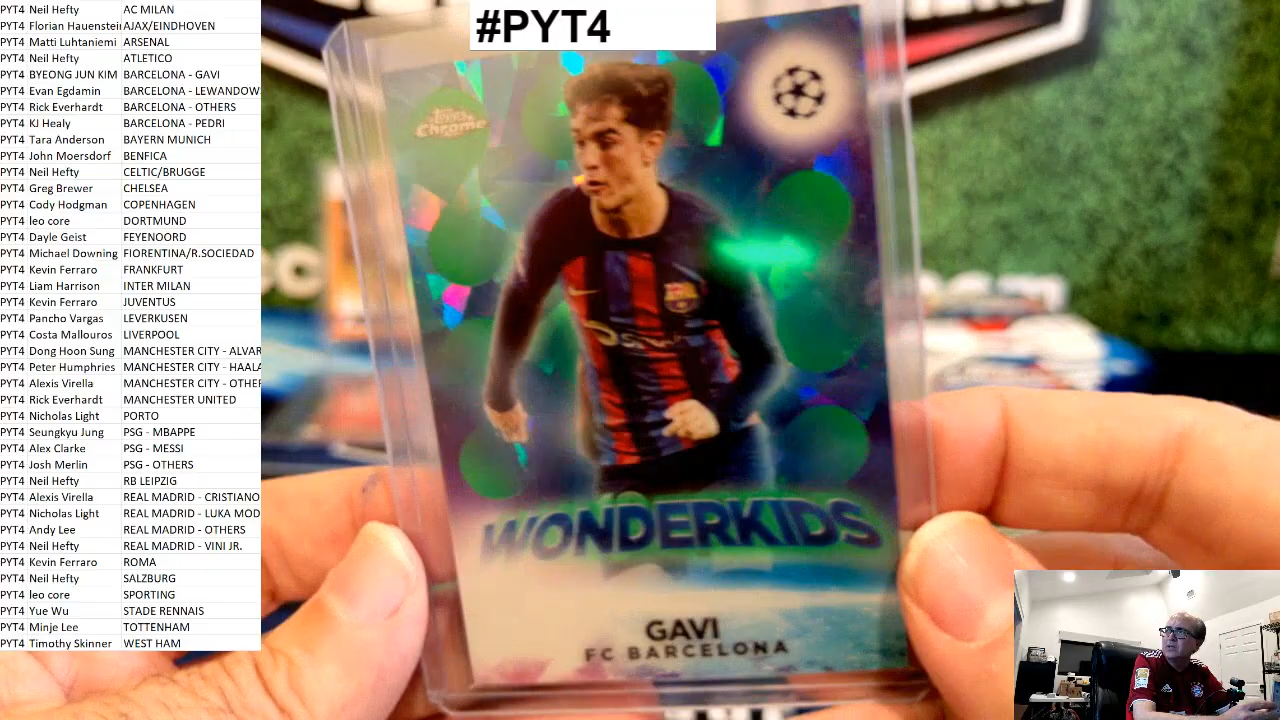 #PYT4
PYT4 Neil Hefty AC MILAN
PYT4 Florian Hauenstein AJAX/EINDHOVEN
PYT4 Matti Luhtaniemi ARSENAL
PYT4 Neil Hefty ATLETICO
PYT4 BYEONG JUN KIM BARCELONA - GAVI
PYT4 Evan Egdamin BARCELONA - LEWANDOW
PYT4 Rick Everhardt BARCELONA - OTHERS
PYT4 KJ Healy BARCELONA - PEDRI
PYT4 Tara Anderson BAYERN MUNICH
PYT4 John Moersdorf BENFICA
PYT4 Neil Hefty CELTIC/BRUGGE
PYT4 Greg Brewer CHELSEA
PYT4 Cody Hodgman COPENHAGEN
PYT4 leo core DORTMUND
PYT4 Dayle Geist FEYENOORD
PYT4 Michael Downing FIORENTINA/R.SOCIEDAD
PYT4 Kevin Ferraro FRANKFURT
PYT4 Liam Harrison INTER MILAN
PYT4 Kevin Ferraro JUVENTUS
PYT4 Pancho Vargas LEVERKUSEN
PYT4 Costa Mallouros LIVERPOOL
PYT4 Dong Hoon Sung MANCHESTER CITY - ALVAR
PYT4 Peter Humphries MANCHESTER CITY - HAALA
PYT4 Alexis Virella MANCHESTER CITY - OTHE
PYT4 Rick Everhardt MANCHESTER UNITED
PYT4 Nicholas Light PORTO
PYT4 Seungkyu Jung PSG - MBAPPE
PYT4 Alex Clarke PSG - MESSI
PYT4 Josh Merlin PSG - OTHERS
PYT4 Neil Hefty RB LEIPZIG
PYT4 Alexis Virella REAL MADRID - CRISTIANO
PYT4 Nicholas Light REAL MADRID - LUKA MOD
PYT4 Andy Lee REAL MADRID - OTHERS
PYT4 Neil Hefty REAL MADRID - VINI JR.
PYT4 Kevin Ferraro ROMA
PYT4 Neil Hefty SALZBURG
PYT4 leo core SPORTING
PYT4 Yue Wu STADE RENNAIS
PYT4 Minje Lee TOTTENHAM
PYT4 Timothy Skinner WEST HAM
Topps
Chrome
WONDERKIDS
GAVI
FC BARCELONA